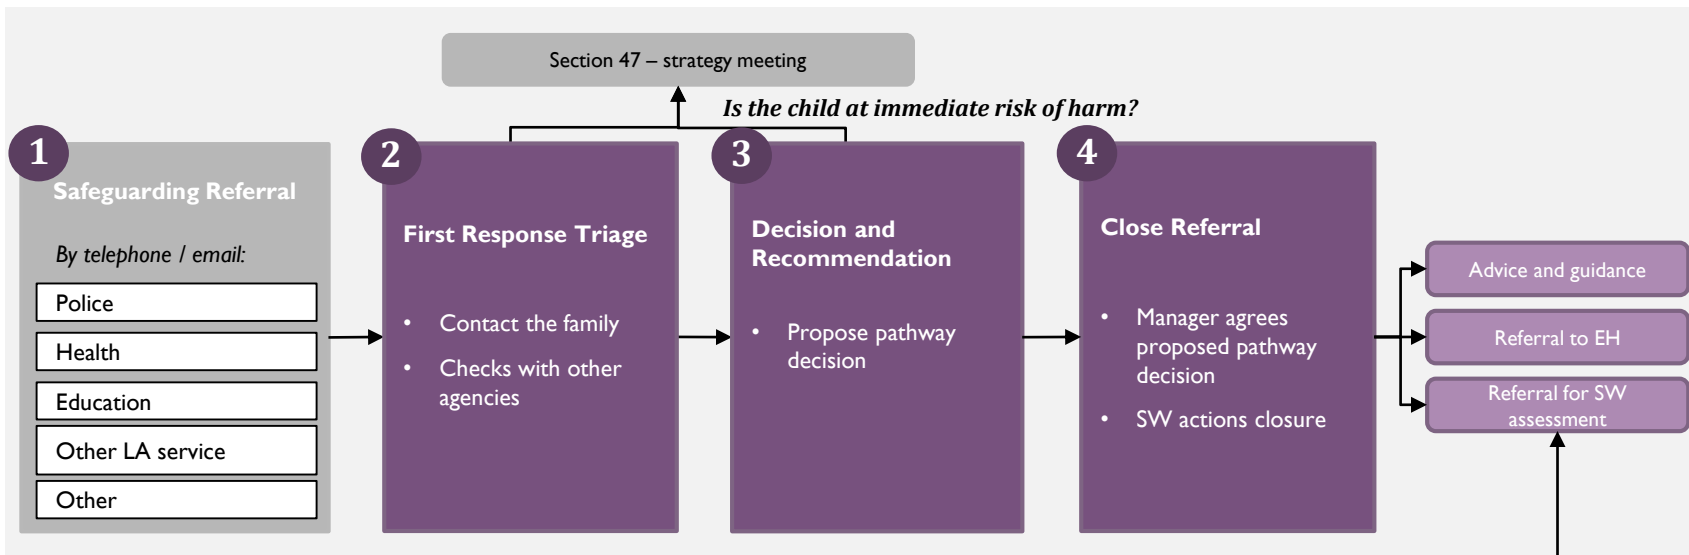 Section 47 – strategy meeting
Is the child at immediate risk of harm?
1
Safeguarding Referral
By telephone / email:
Police
Health
Education
Other LA service
Other
2
First Response Triage
• Contact the family
• Checks with other
agencies
3
Decision and
Recommendation
• Propose pathway
decision
4
Close Referral
• Manager agrees
proposed pathway
decision
• SW actions closure
Advice and guidance
Referral to EH
Referral for SW
assessment